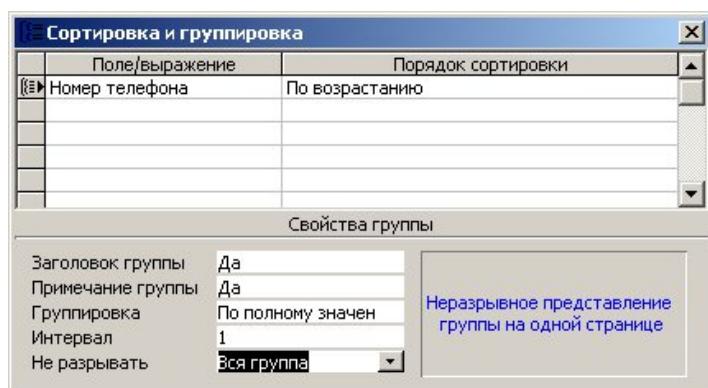 Сортировка и группировка
Поле/выражение Порядок сортировки
Номер телефона По возрастанию
Свойства группы
Заголовок группы Да
Примечание группы Да
Группировка По полному значен
Интервал 1
Не разрывать Вся группа
Неразрывное представление
группы на одной странице